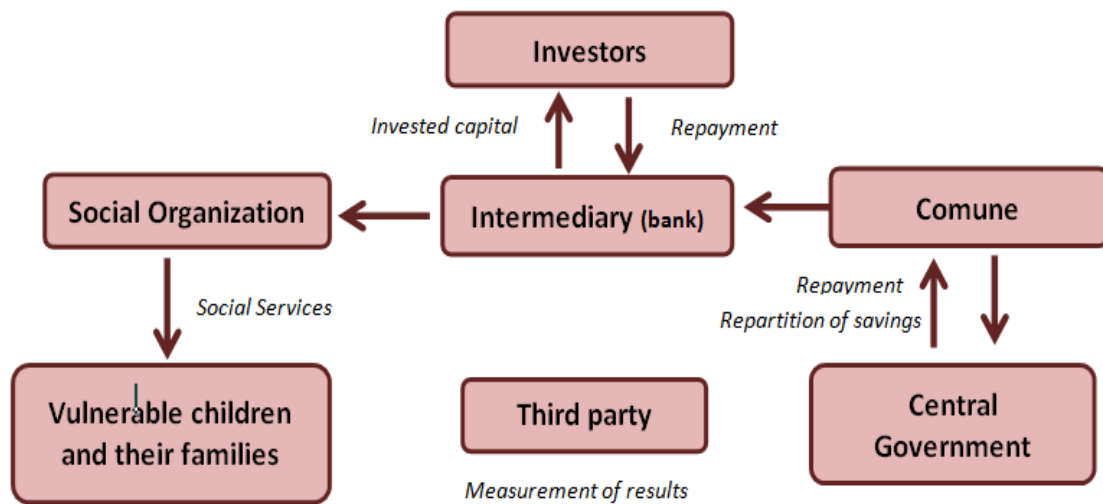 Investors
Invested capital
Repayment
Social Organization
Intermediary (bank)
Comune
Social Services
Repayment
Repartition of savings
Vulnerable children
and their families
Third party
Central
Government
Measurement of results